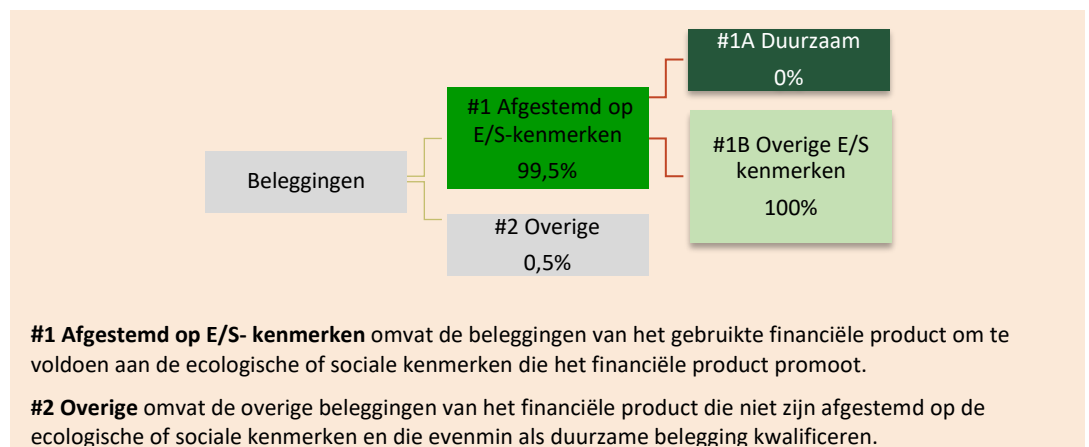 #1A Duurzaam
0%
#1 Afgestemd op
E/S-kenmerken
99,5%
#1B Overige E/S
kenmerken
100%
Beleggingen
#2 Overige
0,5%
#1 Afgestemd op E/S- kenmerken omvat de beleggingen van het gebruikte financiële product om te
voldoen aan de ecologische of sociale kenmerken die het financiële product promoot.
#2 Overige omvat de overige beleggingen van het financiële product die niet zijn afgestemd op de
ecologische of sociale kenmerken en die evenmin als duurzame belegging kwalificeren.